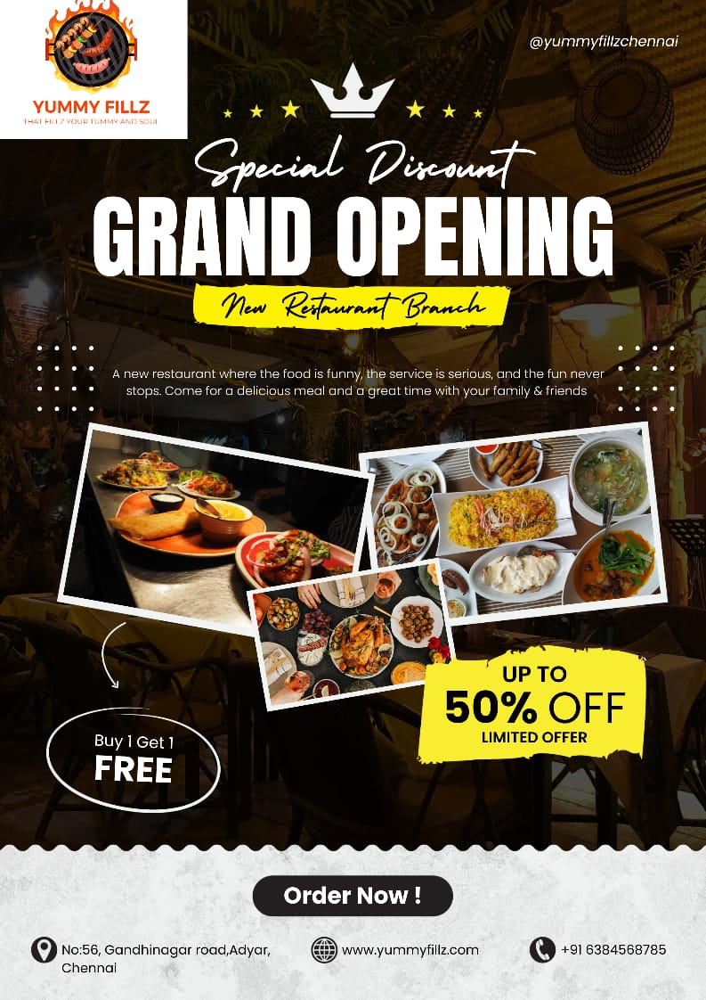 @yummyfillzchennai
Canva
YUMMY FILLZ
THAT FILLZ YOUR TUMMY AND SOUL
Special Discount
GRAND OPENING
New Restaurant Branch
A new restaurant where the food is funny, the service is serious, and the fun never
stops. Come for a delicious meal and a great time with your family & friends
UP TO
50% OFF
LIMITED OFFER
Buy 1 Get 1
FREE
Order Now !
No:56, Gandhinagar road,Adyar,
Chennai
www.yummyfillz.com
+91 6384568785